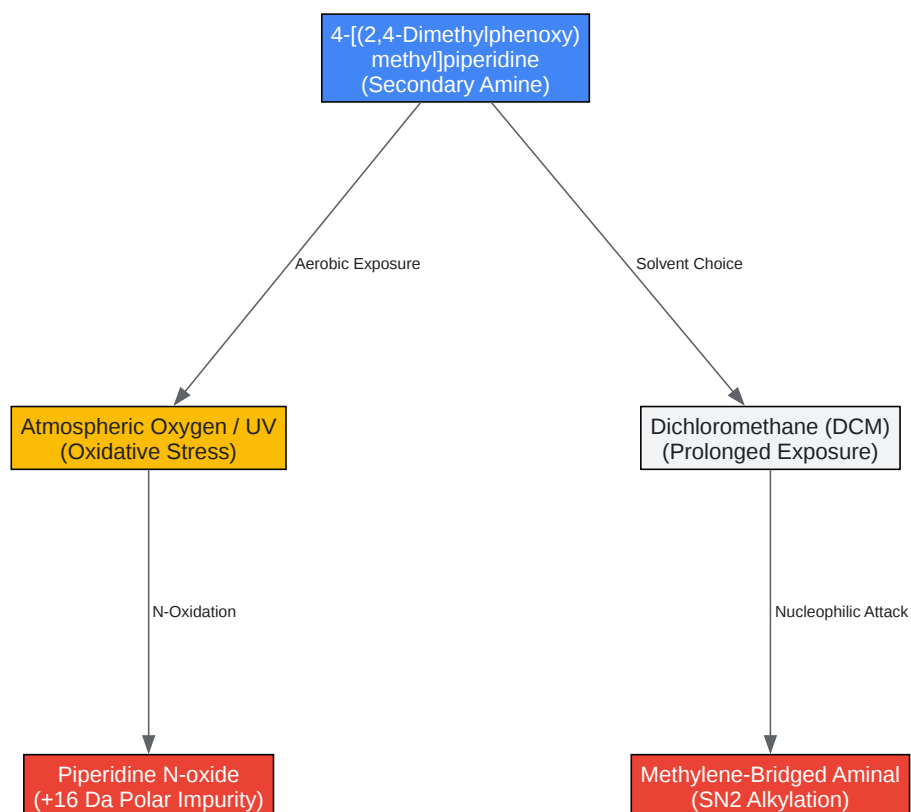 4-[(2,4-Dimethylphenoxy)
methyl]piperidine
(Secondary Amine)
Aerobic Exposure
Solvent Choice
Atmospheric Oxygen / UV
(Oxidative Stress)
Dichloromethane (DCM)
(Prolonged Exposure)
N-Oxidation
Nucleophilic Attack
Piperidine N-oxide
(+16 Da Polar Impurity)
Methylene-Bridged Aminal
(SN2 Alkylation)